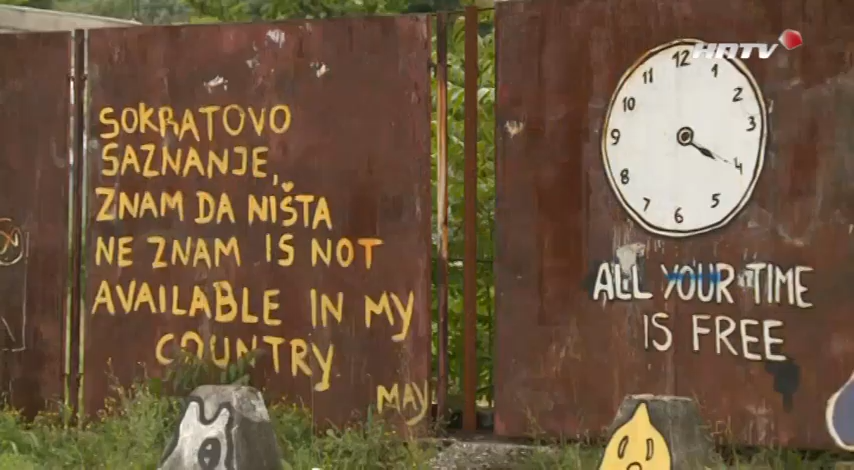 SOKRATOVO
SAZNANJE,
ZNAM DA NIŠTA
NE ZNAM IS NOT
AVAILABLE IN MY
COUNTRY
MAY
HRTV
12
1
2
3
4
5
6
7
8
9
10
11
ALL YOUR TIME
IS FREE